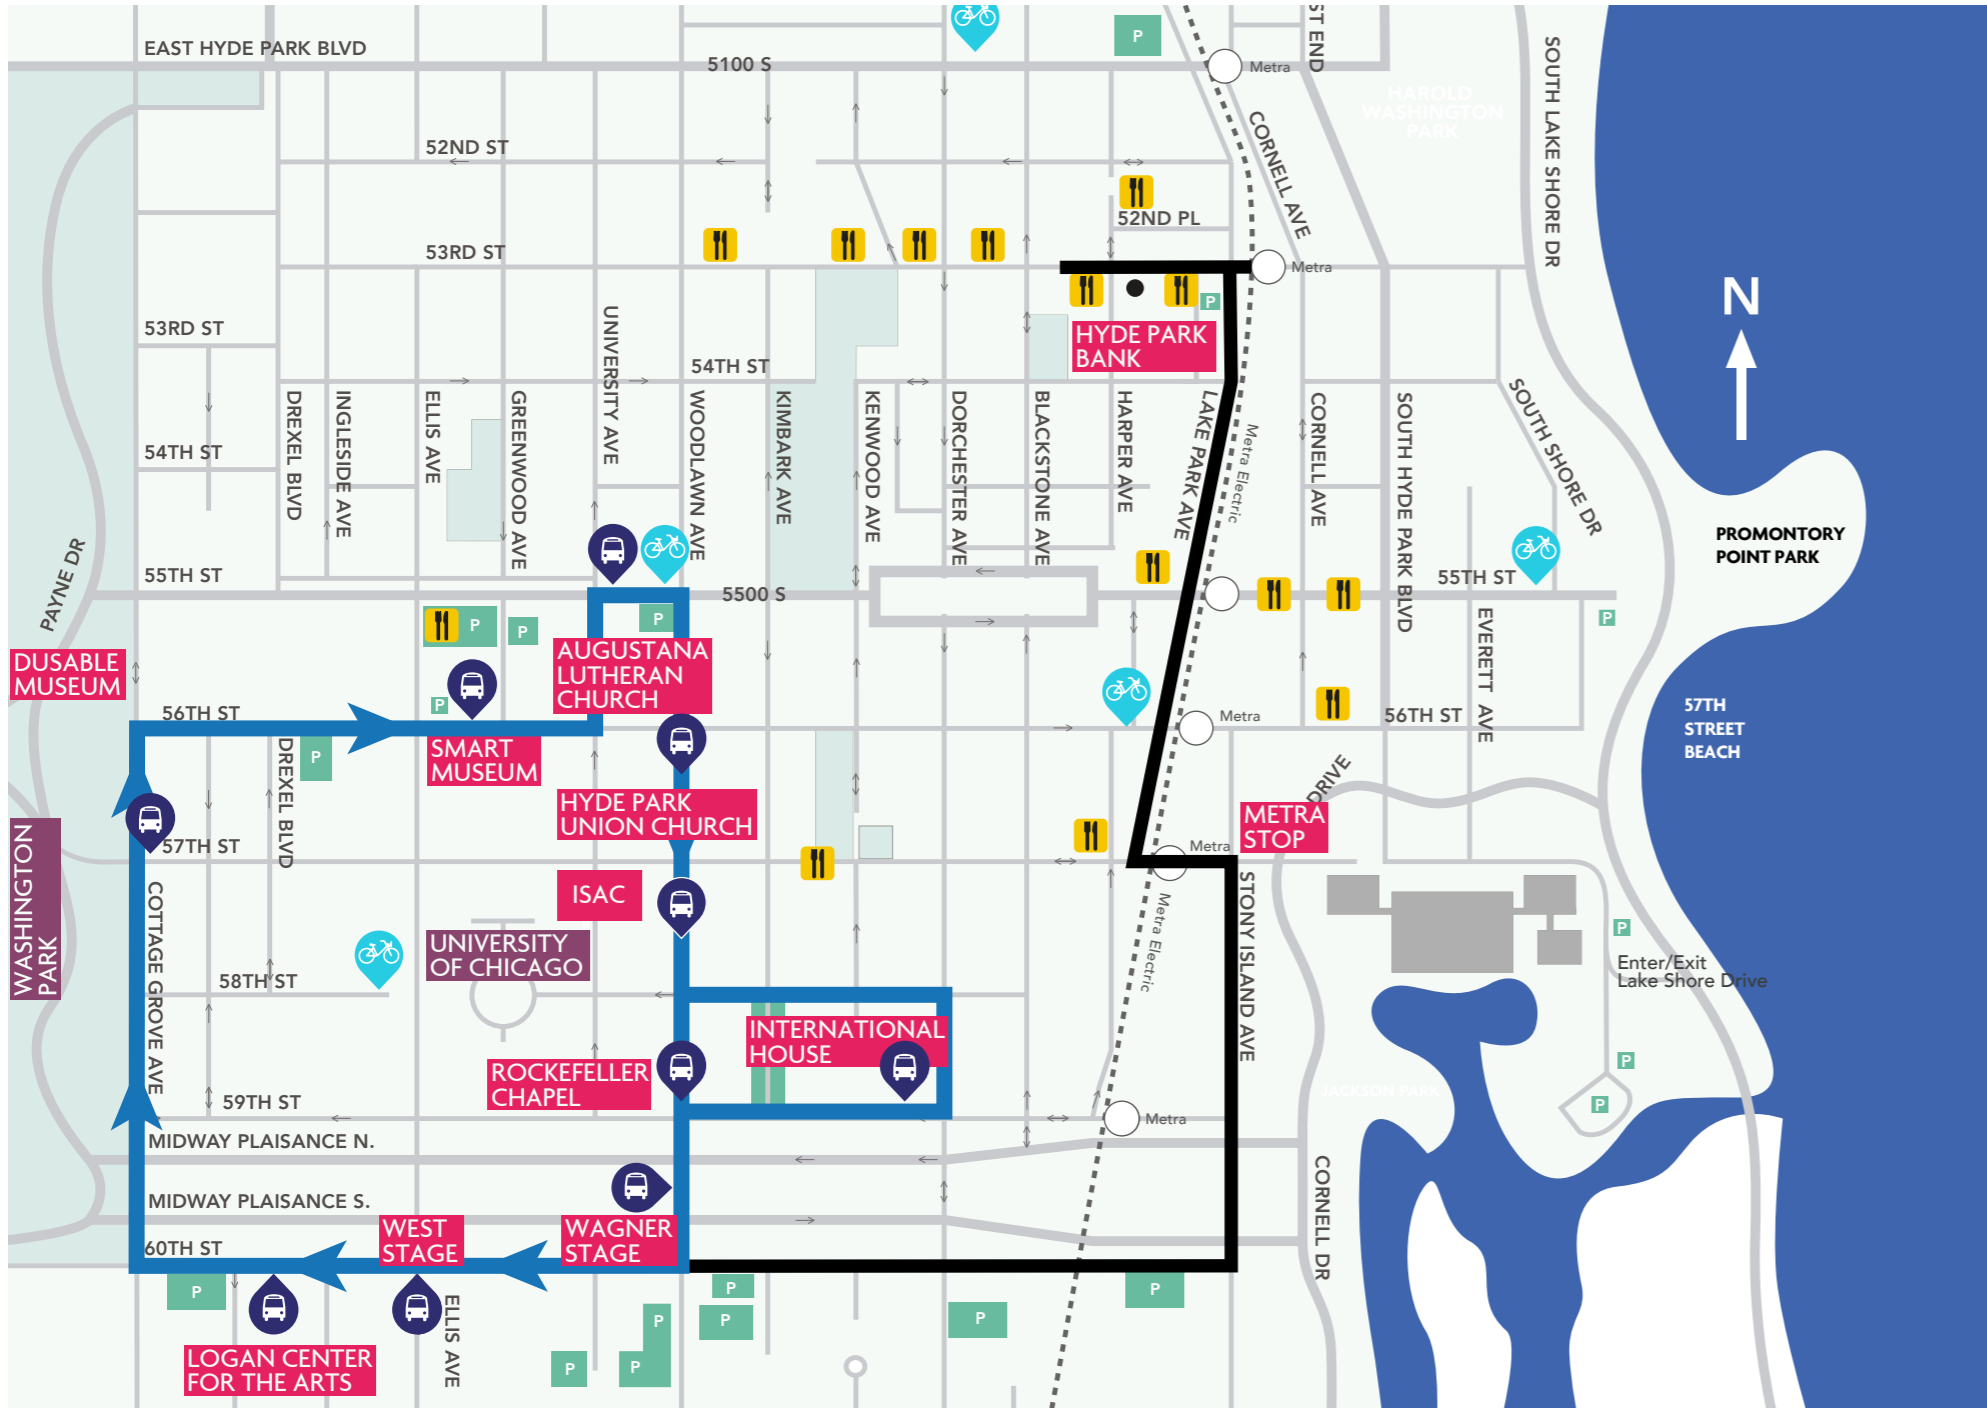 EAST HYDE PARK BLVD
5100 S
P
Metra
ST END
HAROLD
WASHINGTON
PARK
SOUTH LAKE SHORE DR
CORNELL AVE
52ND ST
52ND PL
53RD ST
Metra
P
N
HYDE PARK
BANK
53RD ST
UNIVERSITY AVE
54TH ST
DREXEL BLVD
INGLESIDE AVE
ELLIS AVE
GREENWOOD AVE
WOODLAWN AVE
KIMBARK AVE
KENWOOD AVE
DORCHESTER AVE
BLACKSTONE AVE
HARPER AVE
LAKE PARK AVE
Metra Electric
CORNELL AVE
SOUTH HYDE PARK BLVD
SOUTH SHORE DR
54TH ST
PAYNE DR
PROMONTORY
POINT PARK
55TH ST
5500 S
55TH ST
P
P
P
P
EVERETT AVE
DUSABLE
MUSEUM
AUGUSTANA
LUTHERAN
CHURCH
P
56TH ST
Metra
56TH ST
57TH
STREET
BEACH
DREXEL BLVD
P
SMART
MUSEUM
HYDE PARK
UNION CHURCH
DRIVE
METRA
STOP
57TH ST
Metra
WASHINGTON
PARK
COTTAGE GROVE AVE
ISAC
STONY ISLAND AVE
Metra Electric
P
UNIVERSITY
OF CHICAGO
Enter/Exit
Lake Shore Drive
58TH ST
INTERNATIONAL
HOUSE
P
ROCKEFELLER
CHAPEL
JACKSON PARK
P
59TH ST
Metra
MIDWAY PLAISANCE N.
CORNELL DR
MIDWAY PLAISANCE S.
WEST
STAGE
WAGNER
STAGE
60TH ST
P
P
P
P
P
P
ELLIS AVE
LOGAN CENTER
FOR THE ARTS
P
P